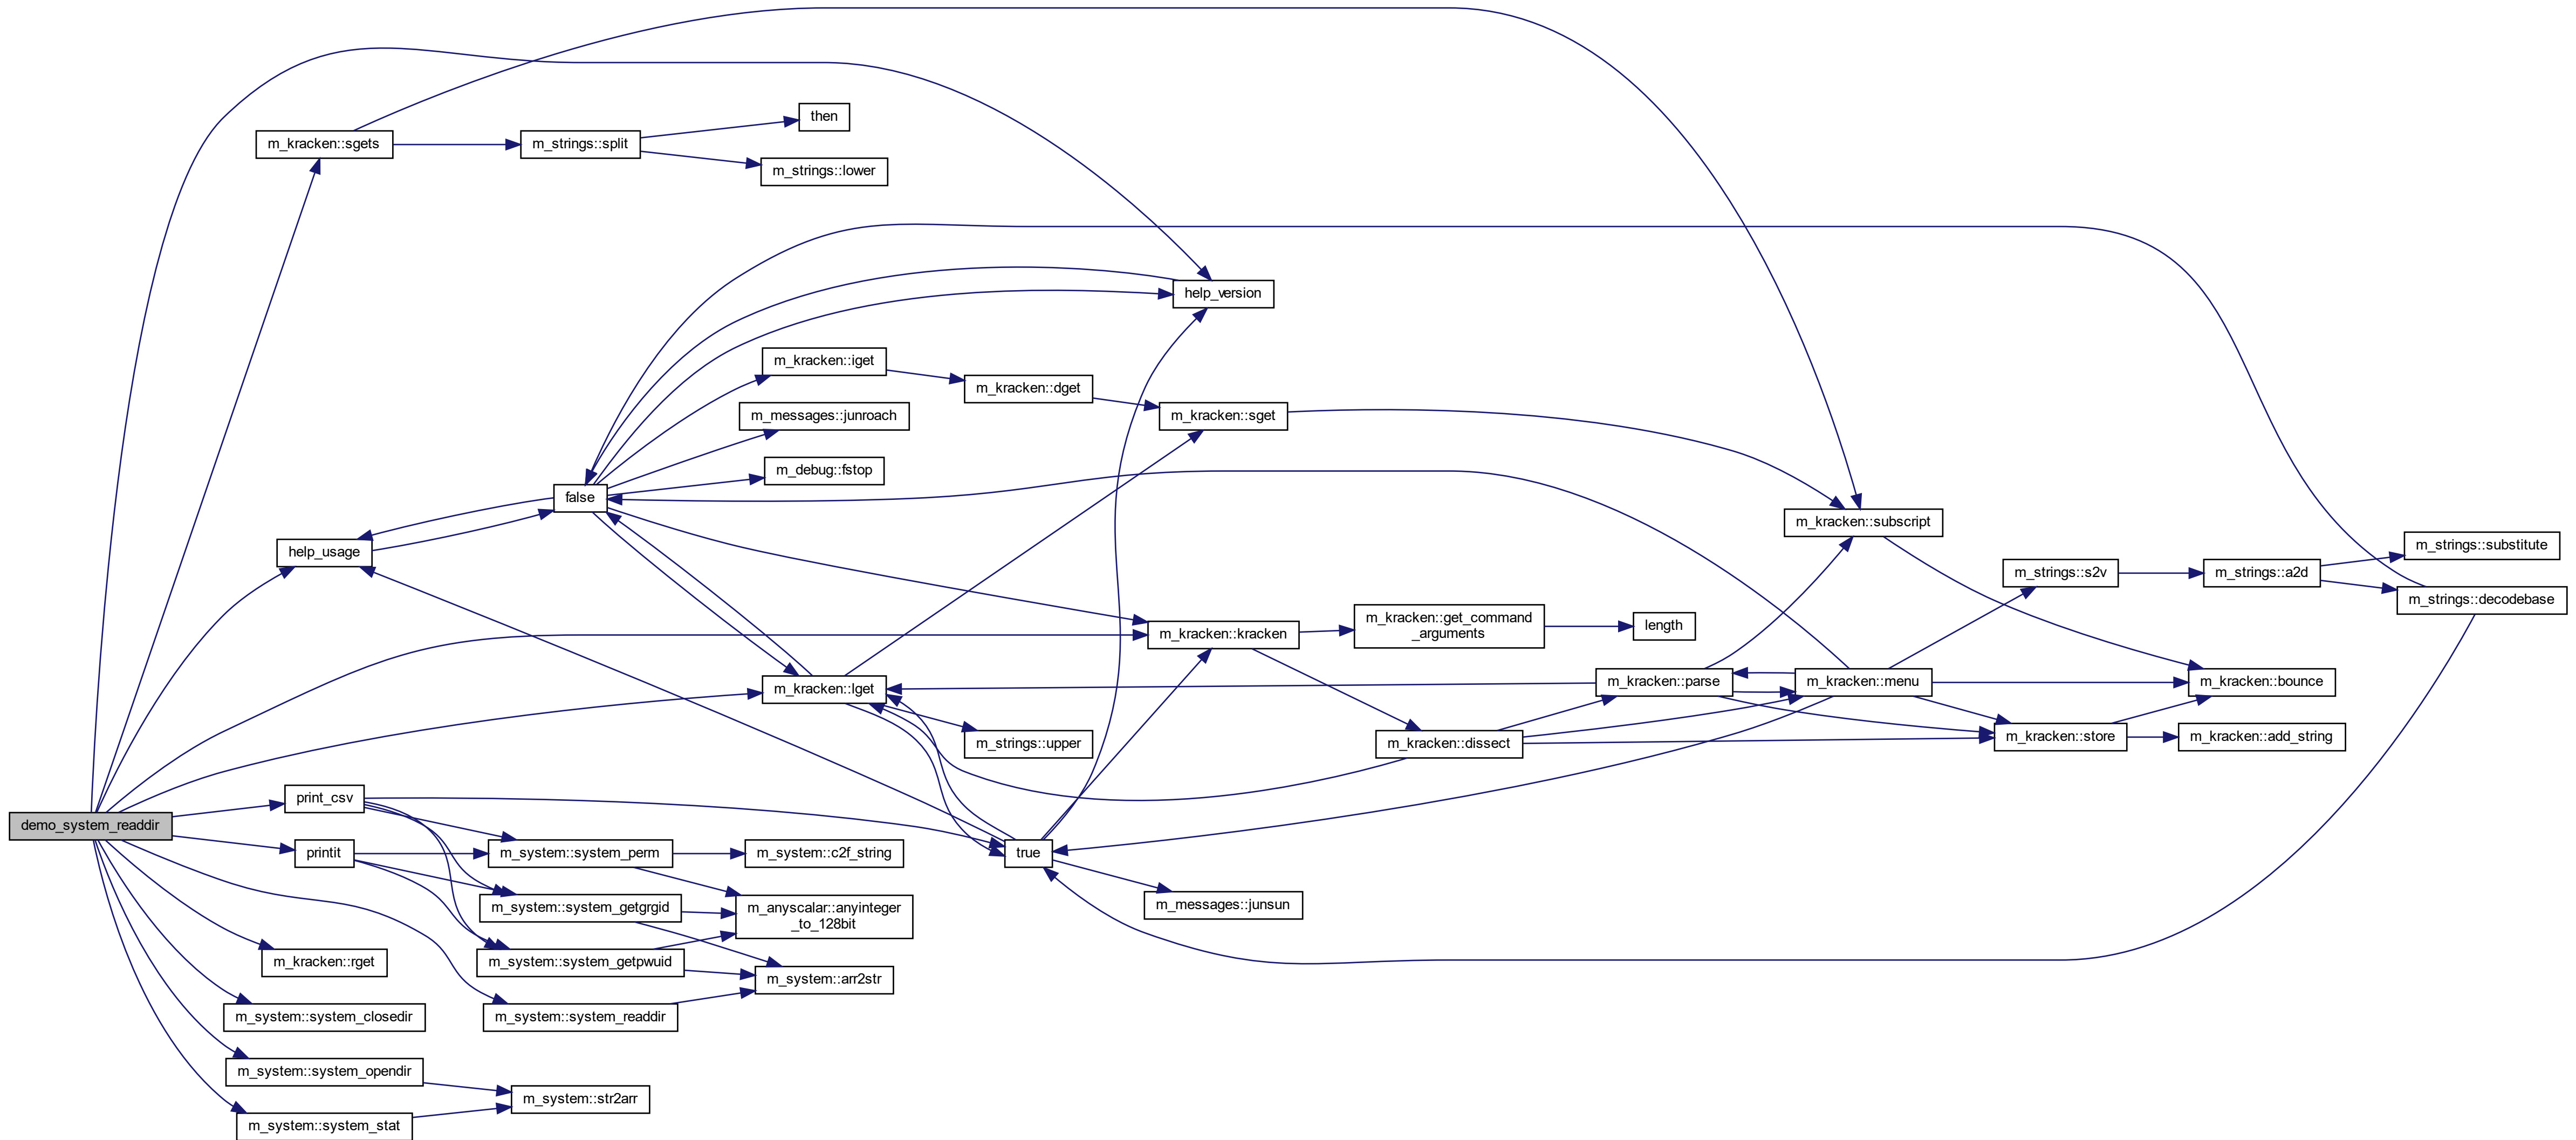 then
m_kracken::sgets
m_strings::split
m_strings::lower
help_version
m_kracken::iget
m_kracken::dget
m_messages::junroach
m_kracken::sget
m_debug::fstop
false
m_kracken::subscript
help_usage
m_strings::substitute
m_strings::s2v
m_strings::a2d
m_strings::decodebase
m_kracken::get_command
_arguments
length
m_kracken::kracken
m_kracken::lget
m_kracken::parse
m_kracken::menu
m_kracken::bounce
m_strings::upper
m_kracken::dissect
m_kracken::store
m_kracken::add_string
print_csv
demo_system_readdir
printit
m_system::system_perm
m_system::c2f_string
true
m_messages::junsun
m_system::system_getgrgid
m_anyscalar::anyinteger
_to_128bit
m_kracken::rget
m_system::system_getpwuid
m_system::arr2str
m_system::system_closedir
m_system::system_readdir
m_system::system_opendir
m_system::str2arr
m_system::system_stat